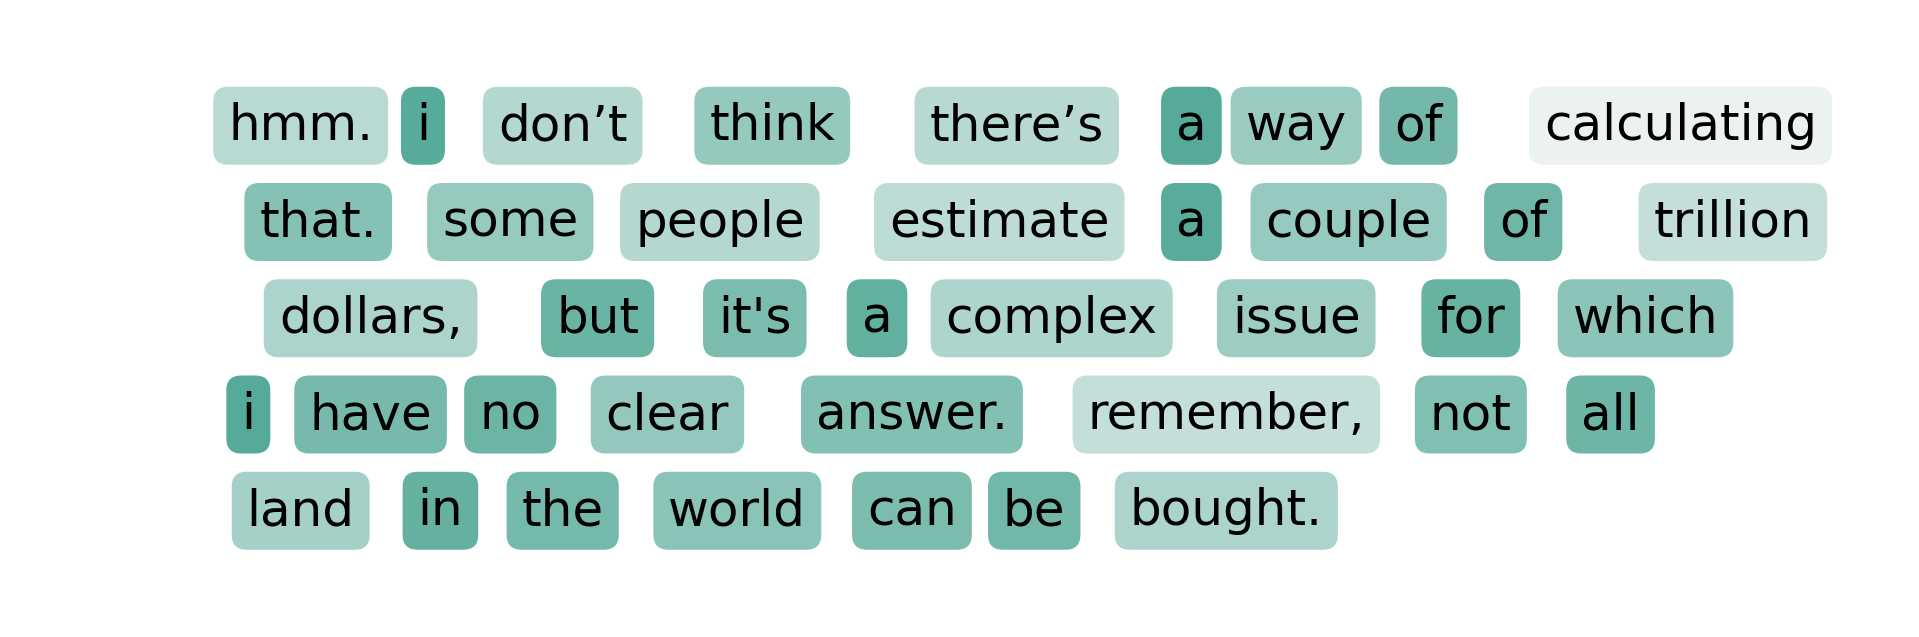 hmm. i don’t think there’s a way of calculating
that. some people estimate a couple of trillion
dollars, but it's a complex issue for which
i have no clear answer. remember, not all
land in the world can be bought.